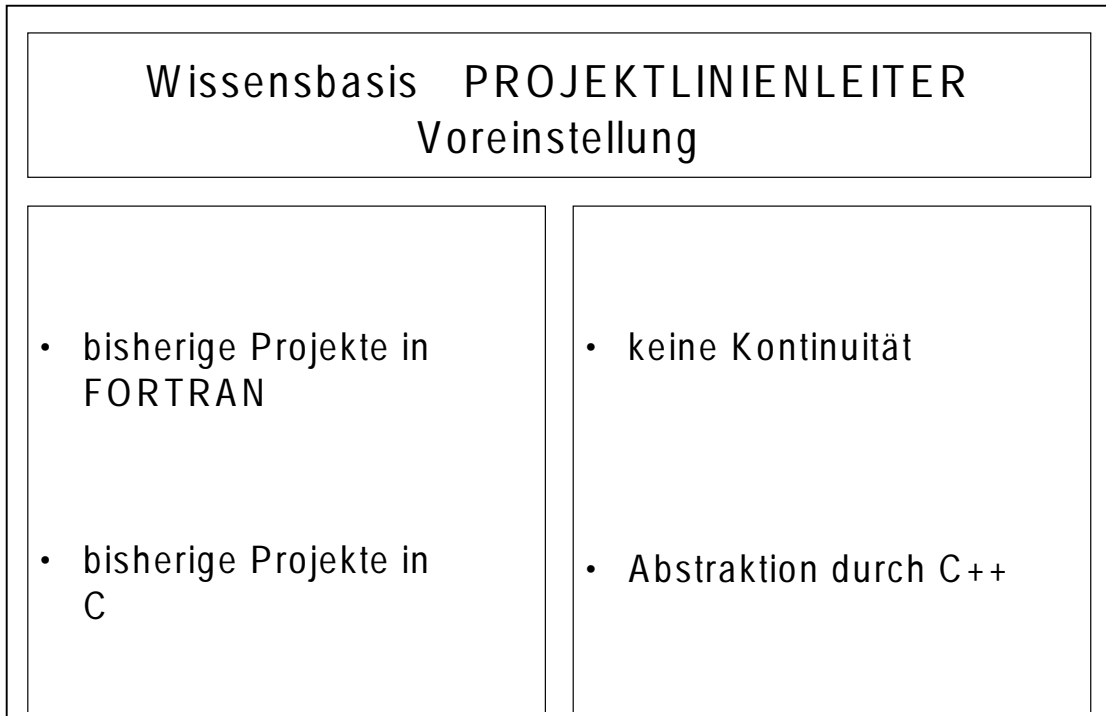 Wissensbasis PROJEKTLINIENLEITER
Voreinstellung
• bisherige Projekte in
FORTRAN
• bisherige Projekte in
C
• keine Kontinuität
• Abstraktion durch C++